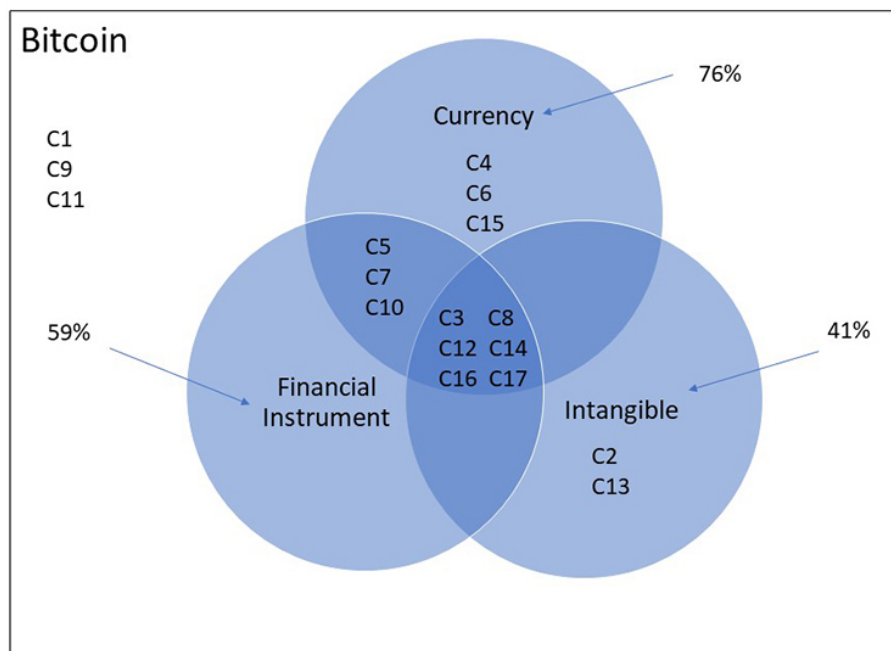 Bitcoin
76%
Currency
C1
C9
C11
C4
C6
C15
C5
C7
C10
C3 C8
C12 C14
C16 C17
59%
41%
Financial
Instrument
Intangible
C2
C13